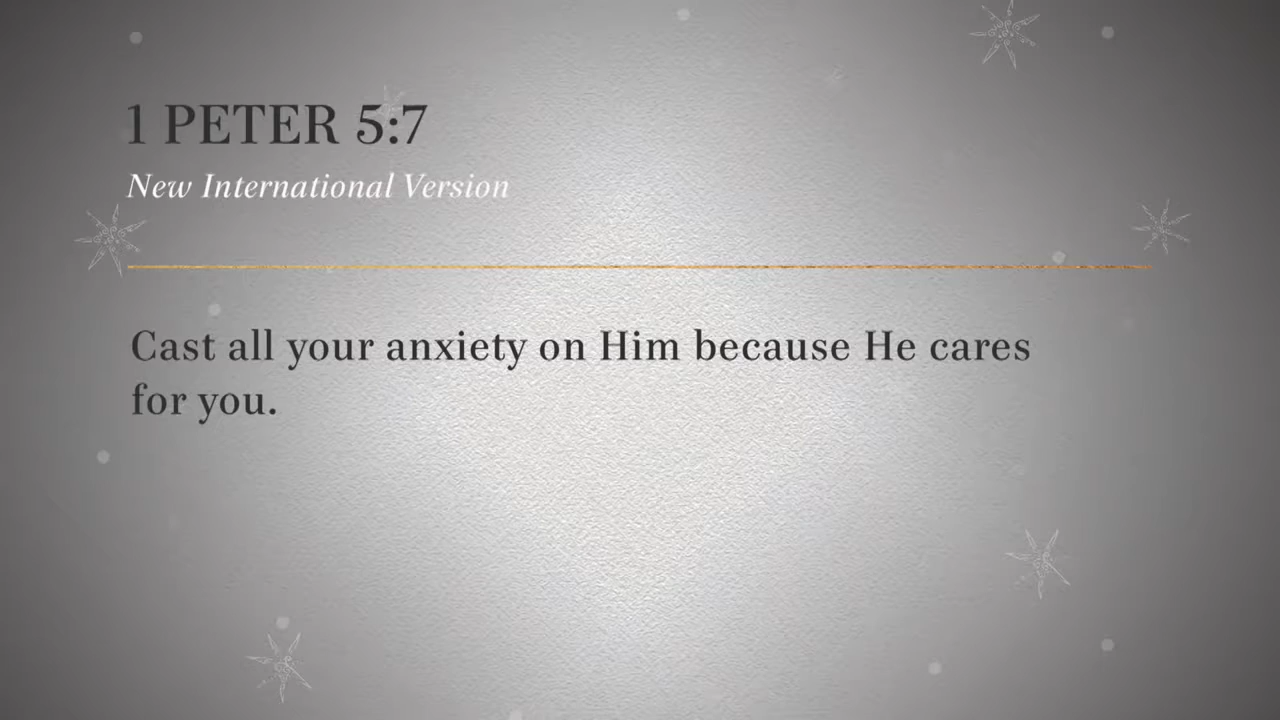 1 PETER 5:7
New International Version
Cast all your anxiety on Him because He cares
for you.